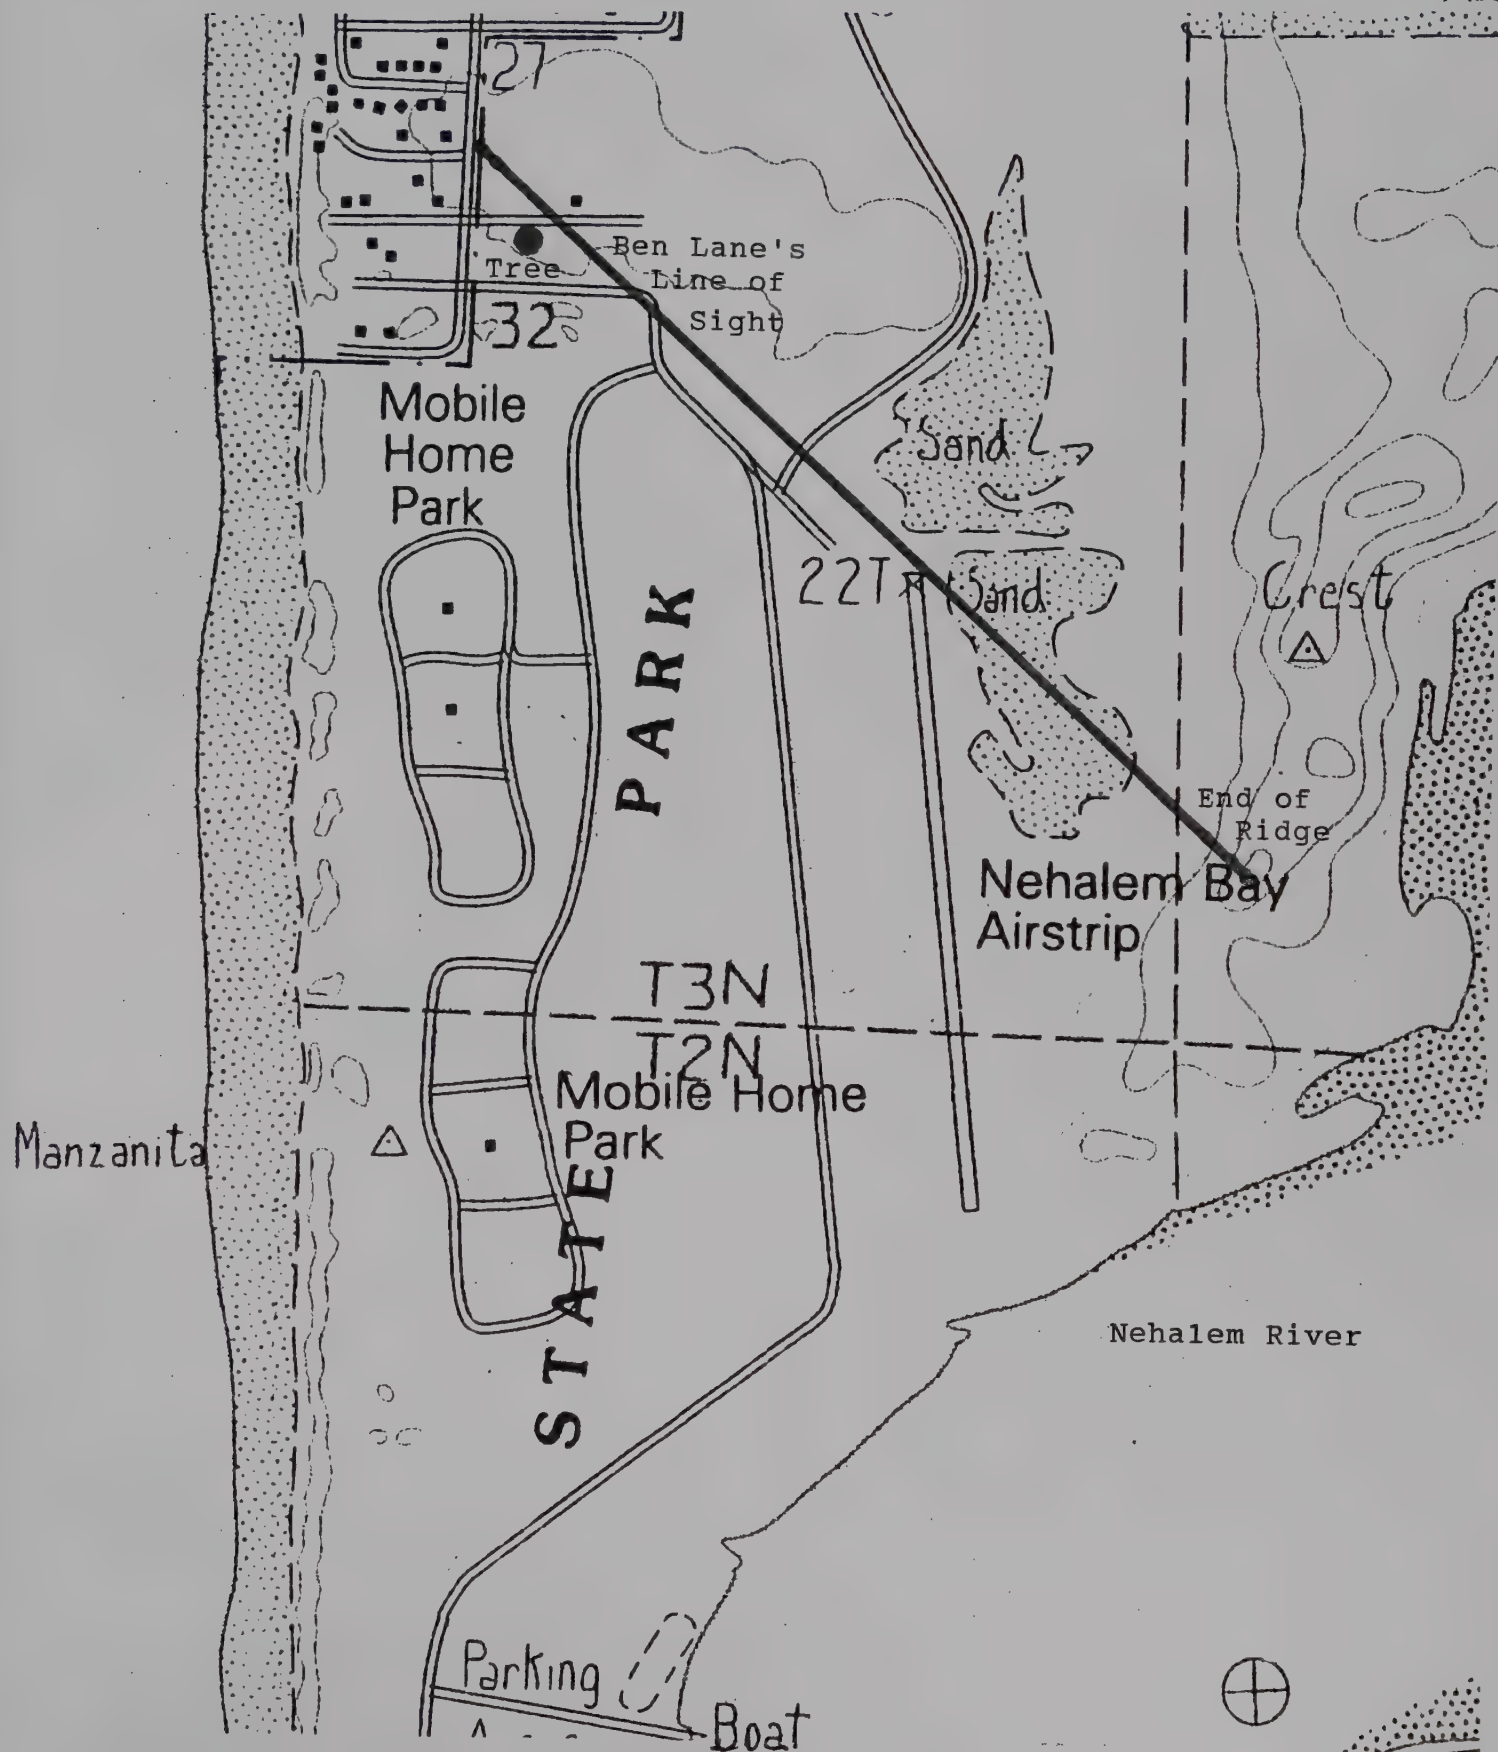 27
Ben Lane's
Line of
Sight
Tree
32
Mobile
Home
Park
Sand
22T
Sand
Crest
PARK
End of
Ridge
Nehalem Bay
Airstrip
T3N
T2N
Mobile Home
Park
Manzanita
STATE
Nehalem River
Parking
Boat